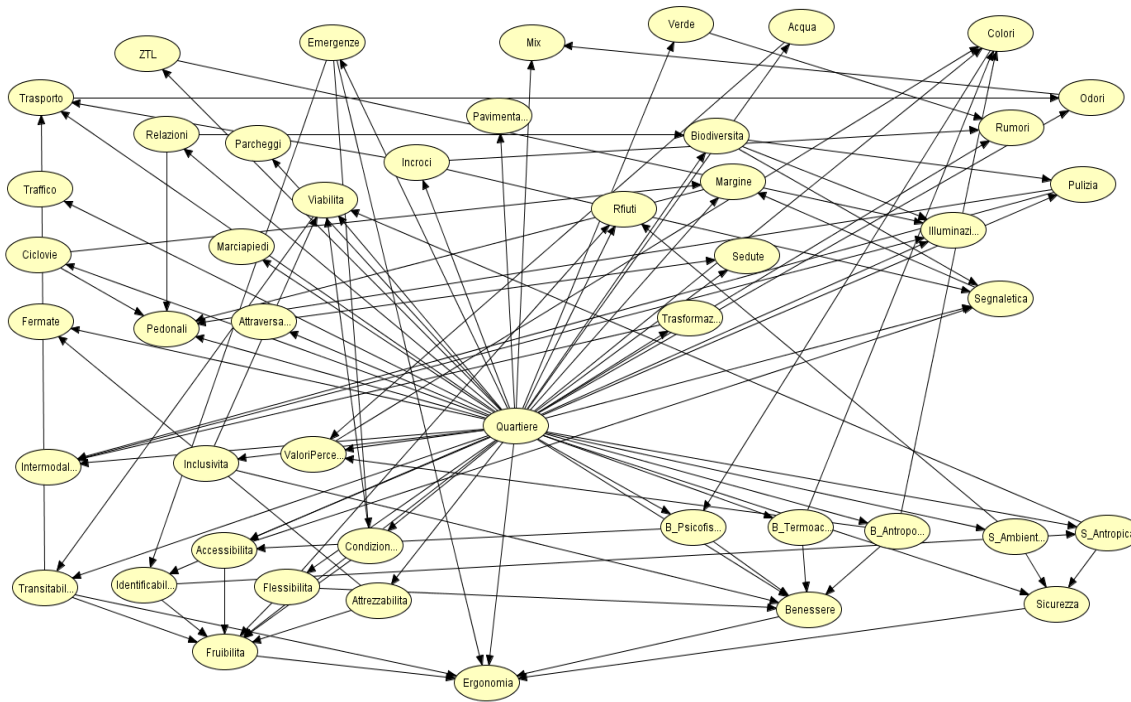 Verde
Acqua
Colori
Emergenze
Mix
ZTL
Trasporto
Odori
Pavimenta...
Relazioni
Parcheggi
Biodiversita
Rumori
Incroci
Traffico
Margine
Pulizia
Viabilita
Rfiuti
Illuminazi...
Ciclovie
Marciapiedi
Sedute
Segnaletica
Fermate
Pedonali
Attraversa...
Trasformaz...
Quartiere
Intermodal...
Inclusivita
ValoriPerce...
B_Psicofis...
B_Termoac...
B_Antropo...
S_Ambient...
S_Antropica
Accessibilita
Condizion...
Transitabil...
Identificabil...
Flessibilita
Attrezzabilita
Benessere
Sicurezza
Fruibilita
Ergonomia